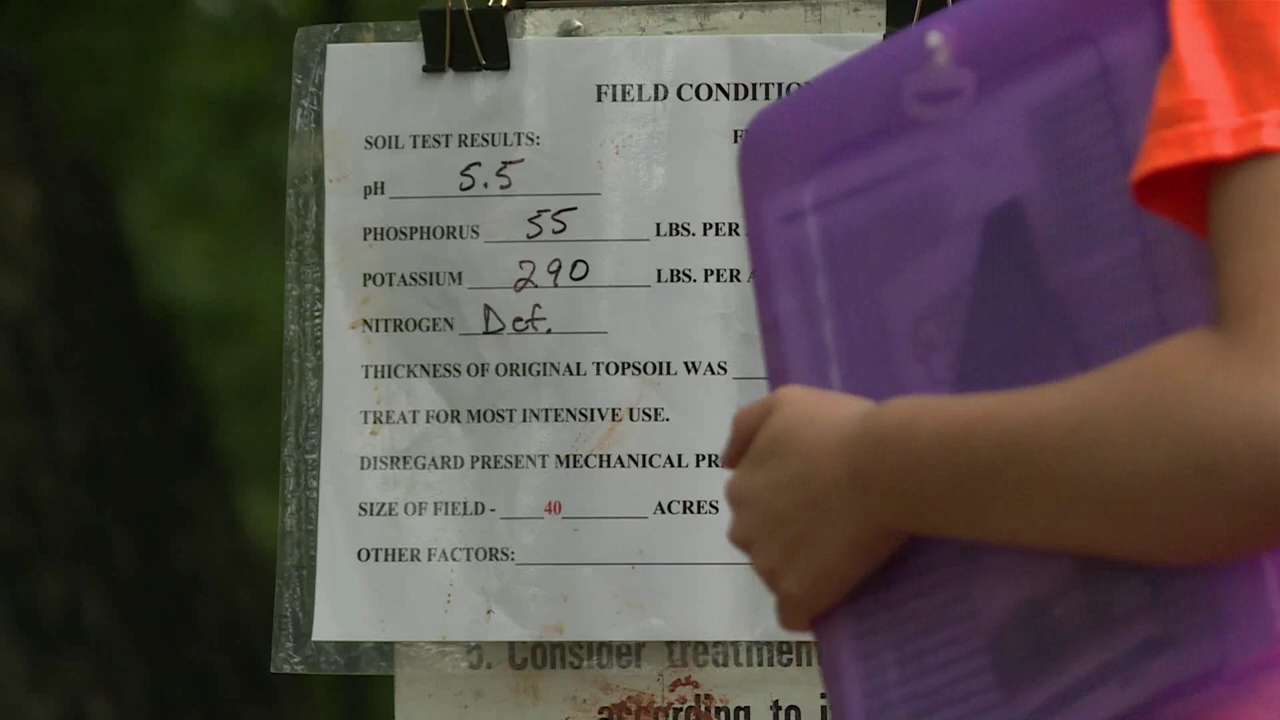 FIELD CONDITIO
SOIL TEST RESULTS: F
pH 5.5
PHOSPHORUS 55 LBS. PER
POTASSIUM 290 LBS. PER A
NITROGEN Def.
THICKNESS OF ORIGINAL TOPSOIL WAS
TREAT FOR MOST INTENSIVE USE.
DISREGARD PRESENT MECHANICAL PRA
SIZE OF FIELD - 40 ACRES
OTHER FACTORS:
5. Consider treatment
according to i